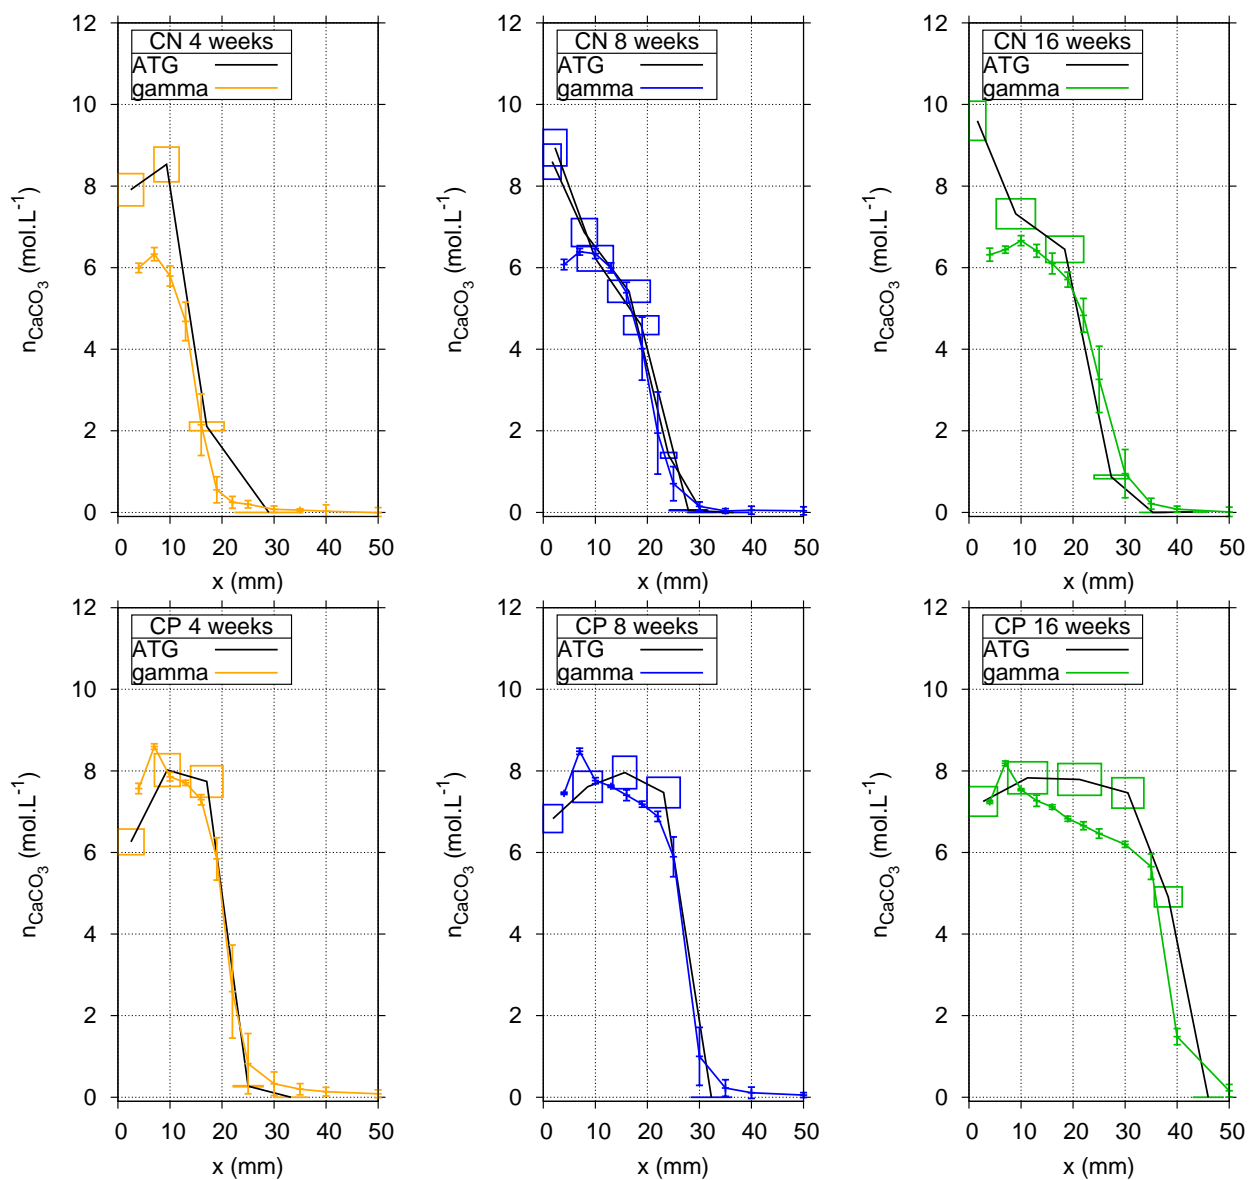 12
10
8
6
4
2
0
n_CaCO3 (mol.L^-1)
CN 4 weeks
ATG
gamma
0 10 20 30 40 50
x (mm)
12
10
8
6
4
2
0
n_CaCO3 (mol.L^-1)
CN 8 weeks
ATG
gamma
0 10 20 30 40 50
x (mm)
12
10
8
6
4
2
0
n_CaCO3 (mol.L^-1)
CN 16 weeks
ATG
gamma
0 10 20 30 40 50
x (mm)
12
10
8
6
4
2
0
n_CaCO3 (mol.L^-1)
CP 4 weeks
ATG
gamma
0 10 20 30 40 50
x (mm)
12
10
8
6
4
2
0
n_CaCO3 (mol.L^-1)
CP 8 weeks
ATG
gamma
0 10 20 30 40 50
x (mm)
12
10
8
6
4
2
0
n_CaCO3 (mol.L^-1)
CP 16 weeks
ATG
gamma
0 10 20 30 40 50
x (mm)